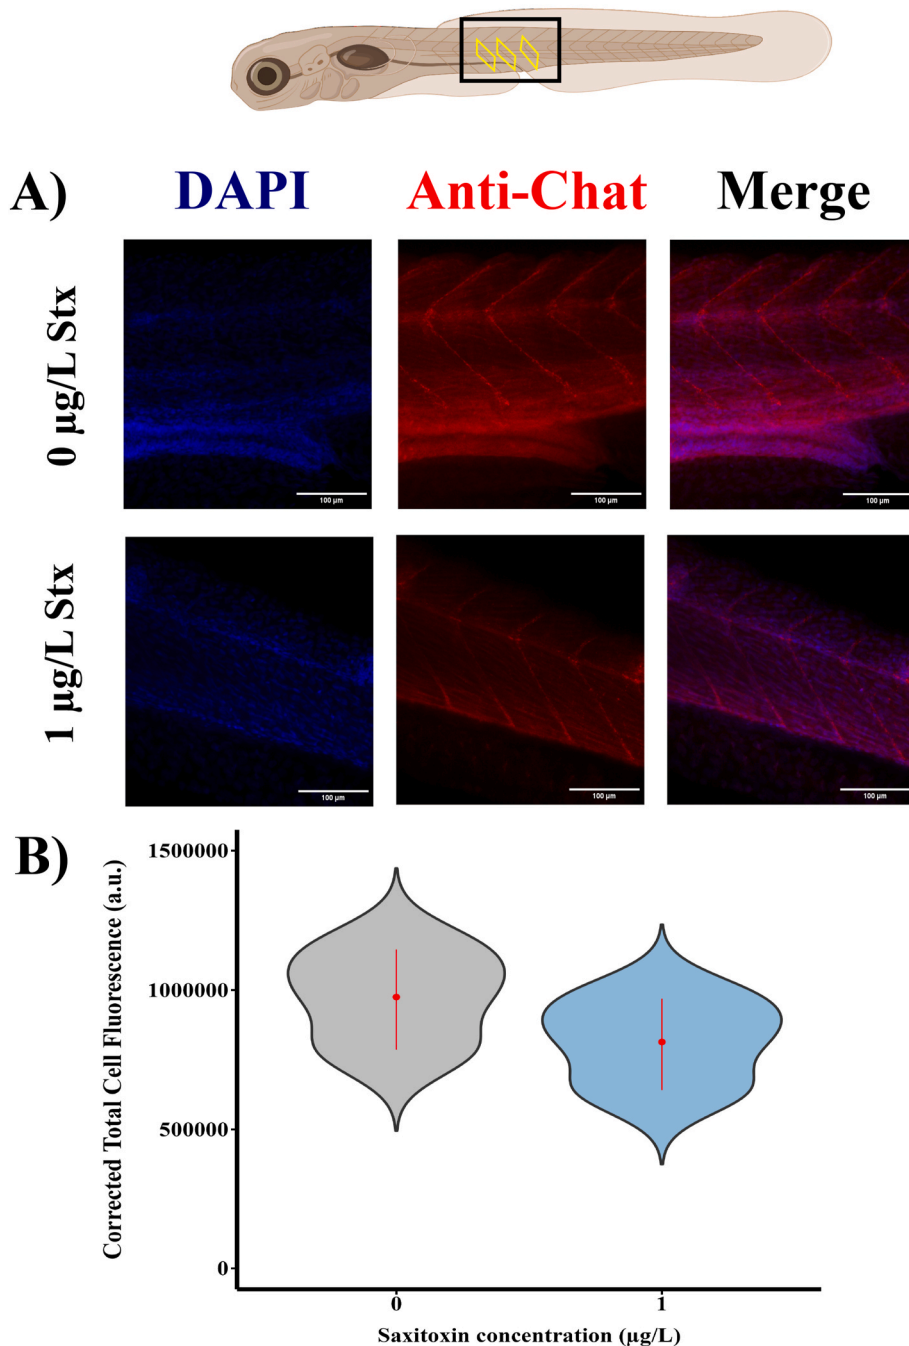 A)
DAPI
Anti-Chat
Merge
0 µg/L Stx
100 µm
100 µm
100 µm
1 µg/L Stx
100 µm
100 µm
100 µm
B)
Corrected Total Cell Fluorescence (a.u.)
1500000
1000000
500000
0
0
1
Saxitoxin concentration (µg/L)